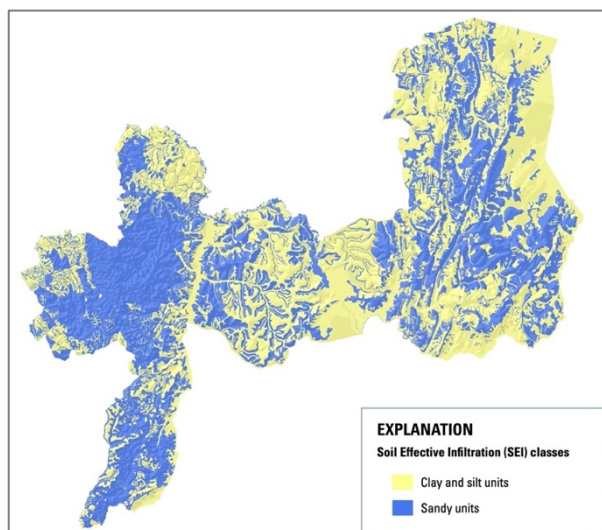 EXPLANATION
Soil Effective Infiltration (SEI) classes
Clay and silt units
Sandy units